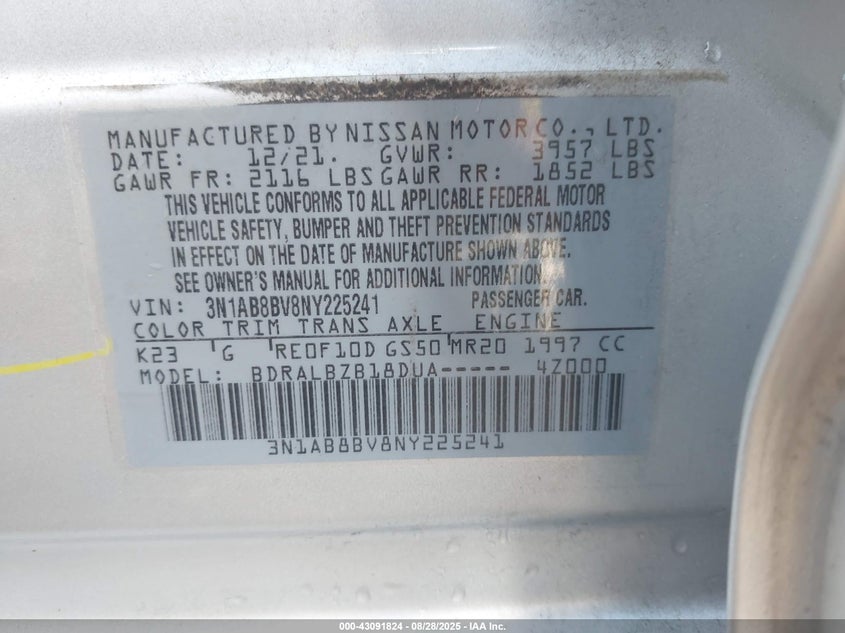 MANUFACTURED BY NISSAN MOTOR CO., LTD.
DATE: 12/21. GVWR: 3957 LBS
GAWR FR: 2116 LBS GAWR RR: 1852 LBS
THIS VEHICLE CONFORMS TO ALL APPLICABLE FEDERAL MOTOR
VEHICLE SAFETY, BUMPER AND THEFT PREVENTION STANDARDS
IN EFFECT ON THE DATE OF MANUFACTURE SHOWN ABOVE.
SEE OWNER'S MANUAL FOR ADDITIONAL INFORMATION.
VIN: 3N1AB8BV8NY225241 PASSENGER CAR.
COLOR TRIM TRANS AXLE ENGINE
K23 G RE0F10D GS50 MR20 1997 CC
MODEL: BDRALBZB18DUA----- 4Z000
3N1AB8BV8NY225241
000-43091824 - 08/28/2025 - IAA Inc.